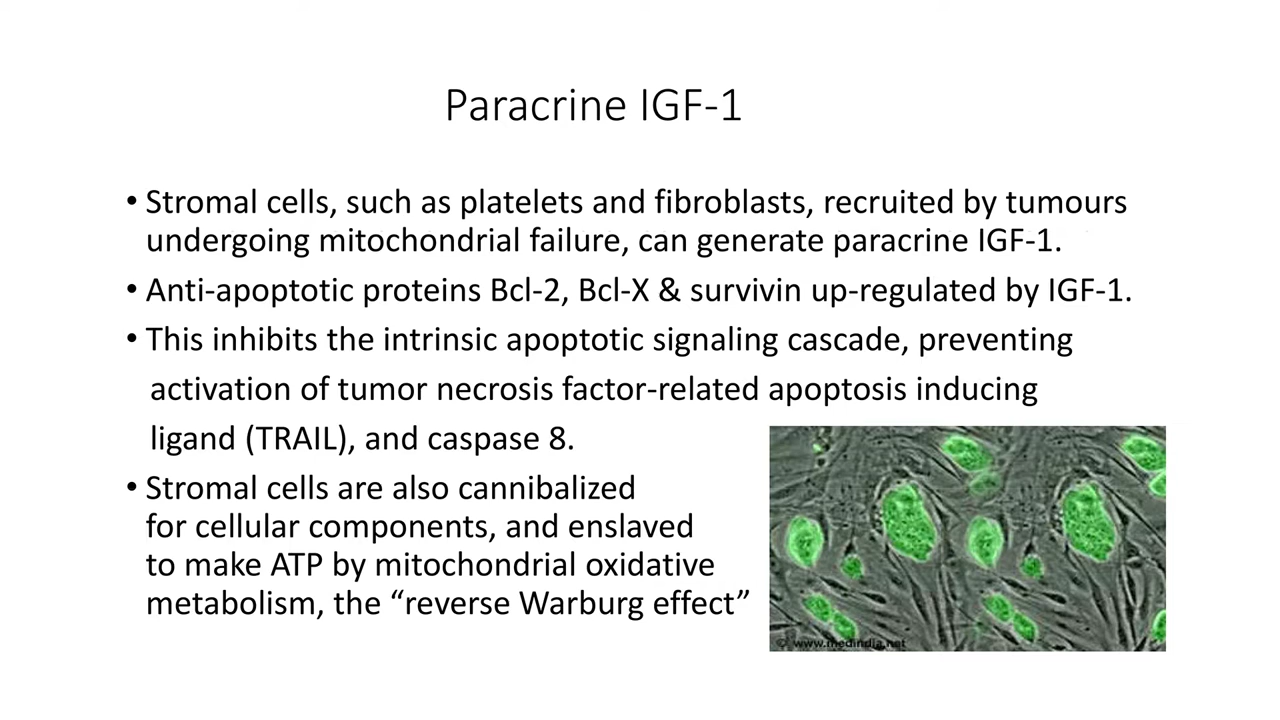 Paracrine IGF-1
• Stromal cells, such as platelets and fibroblasts, recruited by tumours
undergoing mitochondrial failure, can generate paracrine IGF-1.
• Anti-apoptotic proteins Bcl-2, Bcl-X & survivin up-regulated by IGF-1.
• This inhibits the intrinsic apoptotic signaling cascade, preventing
activation of tumor necrosis factor-related apoptosis inducing
ligand (TRAIL), and caspase 8.
• Stromal cells are also cannibalized
for cellular components, and enslaved
to make ATP by mitochondrial oxidative
metabolism, the “reverse Warburg effect”
© www.medindia.net